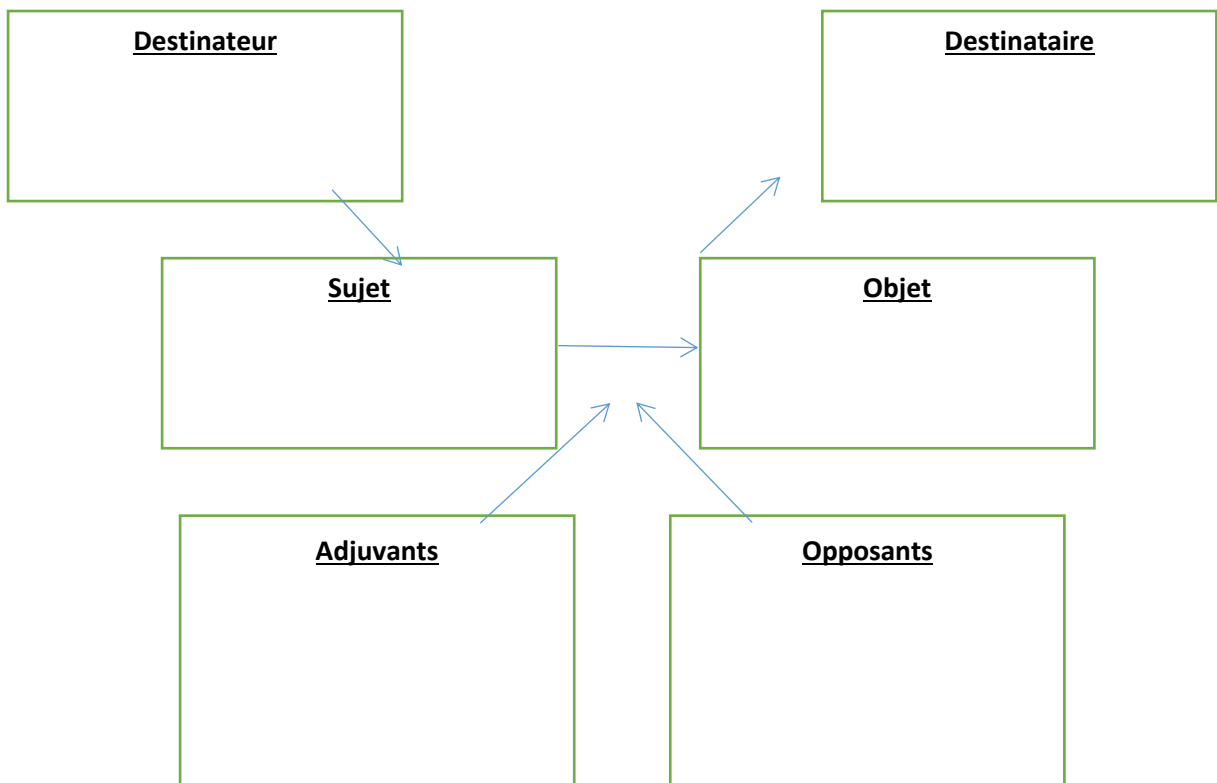 Destinateur
Destinataire
Sujet
Objet
Adjuvants
Opposants